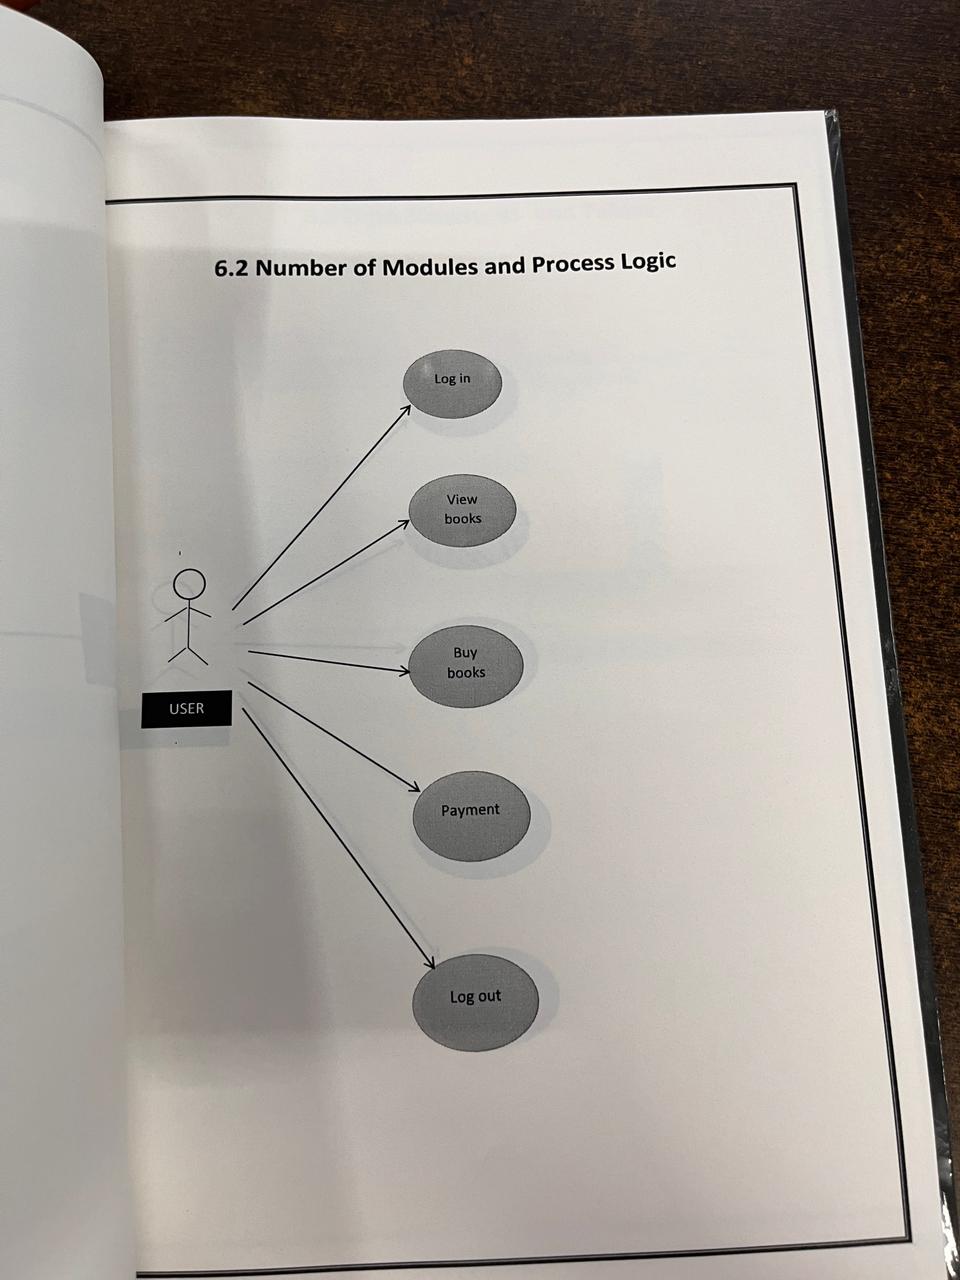 6.2 Number of Modules and Process Logic
Log in
View
books
Buy
books
USER
Payment
Log out